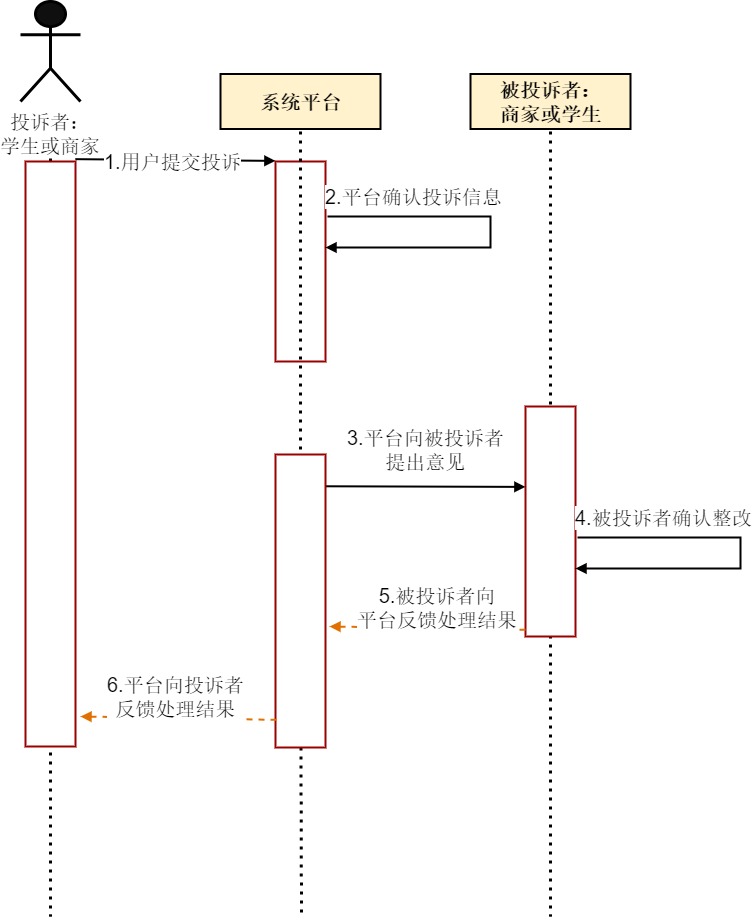 投诉者：
学生或商家
系统平台
被投诉者：
商家或学生
1.用户提交投诉
2.平台确认投诉信息
3.平台向被投诉者
提出意见
4.被投诉者确认整改
5.被投诉者向
平台反馈处理结果
6.平台向投诉者
反馈处理结果